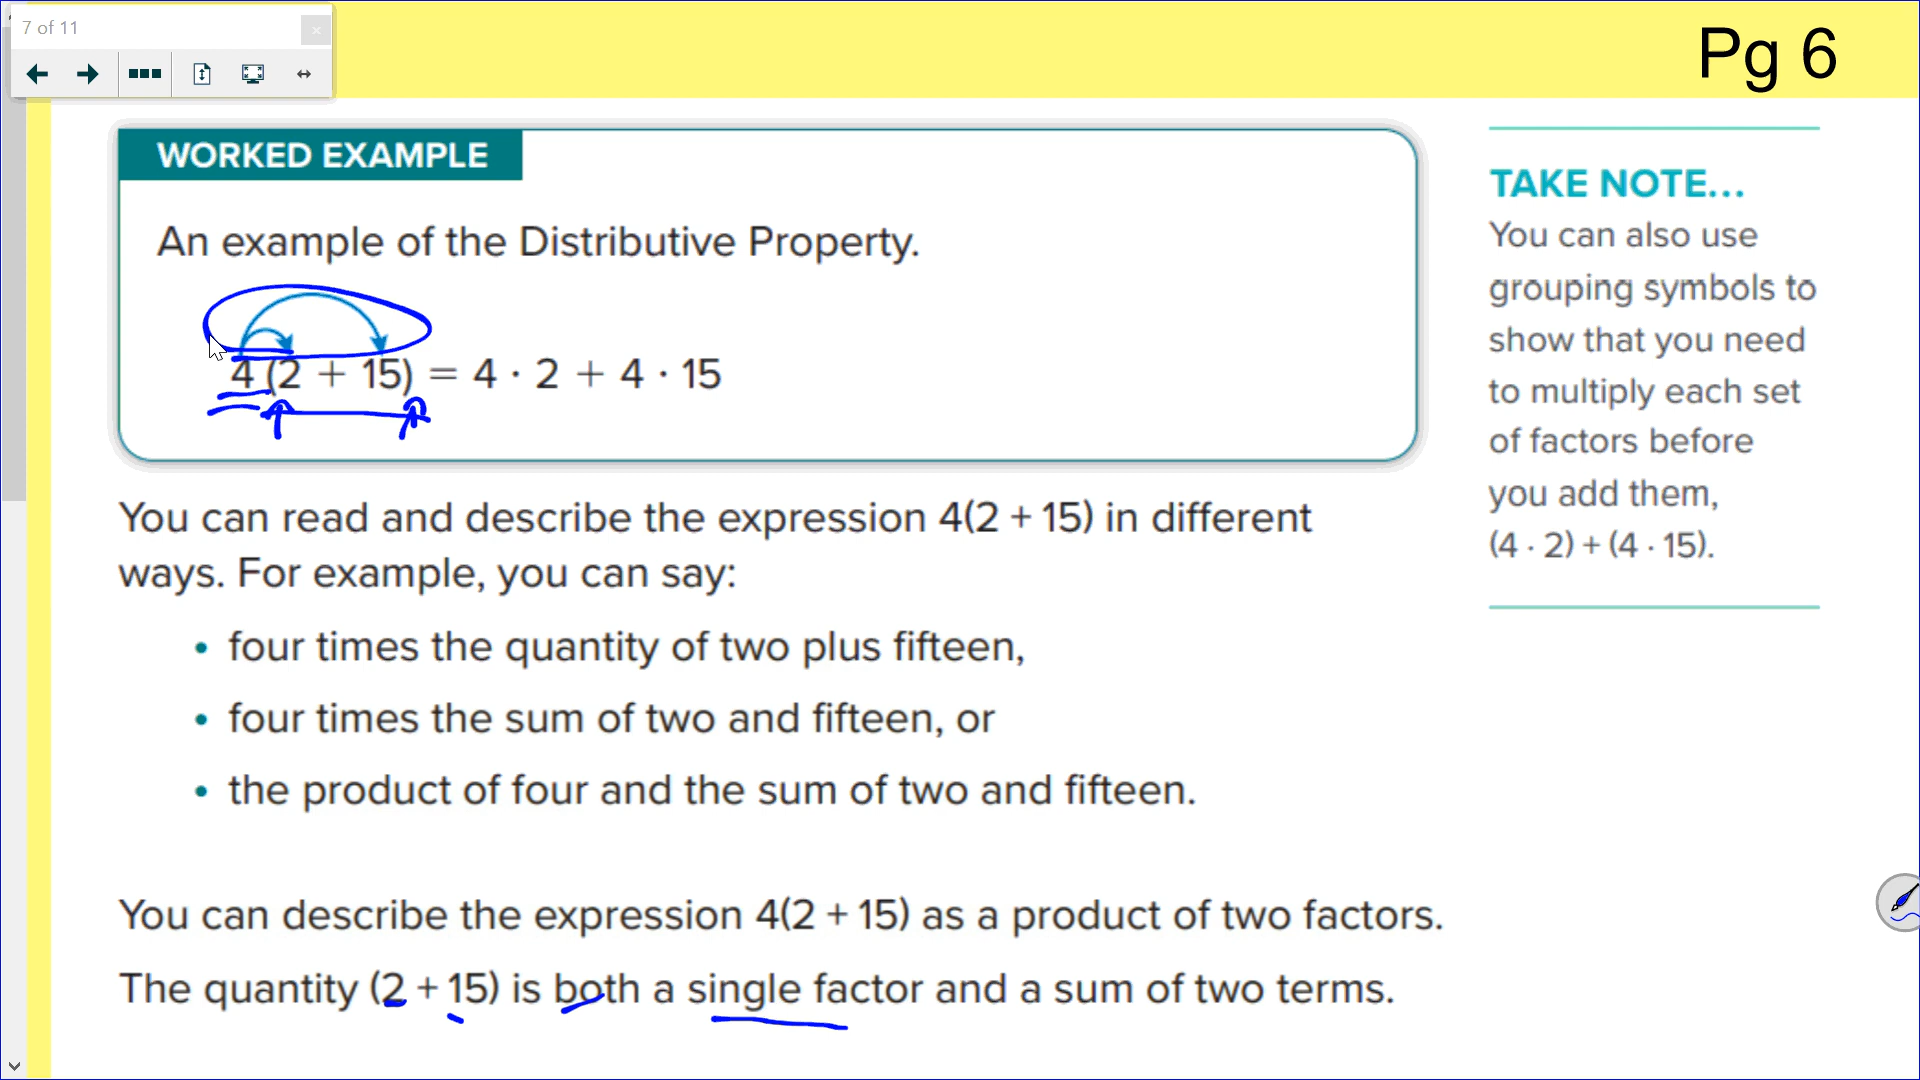 7 of 11
Pg 6
WORKED EXAMPLE
An example of the Distributive Property.
4 (2 + 15) = 4 · 2 + 4 · 15
TAKE NOTE...
You can also use
grouping symbols to
show that you need
to multiply each set
of factors before
you add them,
(4 · 2) + (4 · 15).
You can read and describe the expression 4(2 + 15) in different
ways. For example, you can say:
• four times the quantity of two plus fifteen,
• four times the sum of two and fifteen, or
• the product of four and the sum of two and fifteen.
You can describe the expression 4(2 + 15) as a product of two factors.
The quantity (2 + 15) is both a single factor and a sum of two terms.